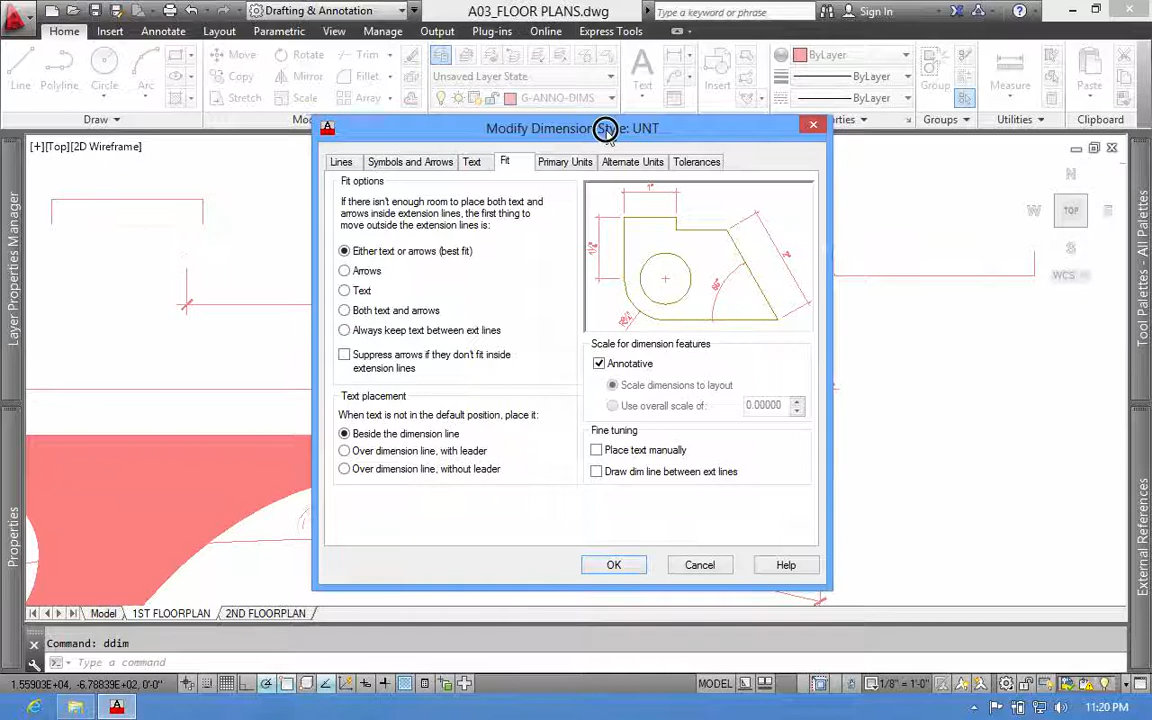 Drafting & Annotation
A03_FLOOR PLANS.dwg
Type a keyword or phrase
Sign In
Home Insert Annotate Layout Parametric View Manage Output Plug-ins Online Express Tools
Line Polyline Circle Arc
Move Rotate Trim
Copy Mirror Fillet
Stretch Scale Array
Unsaved Layer State
G-ANNO-DIMS
Text
Insert
ByLayer
ByLayer
ByLayer
Group
Measure
Paste
Draw
Groups
Utilities
Clipboard
[+][Top][2D Wireframe]
Layer Properties Manager
Properties
Modify Dimension Style: UNT
Lines Symbols and Arrows Text Fit Primary Units Alternate Units Tolerances
Fit options
If there isn't enough room to place both text and
arrows inside extension lines, the first thing to
move outside the extension lines is:
Either text or arrows (best fit)
Arrows
Text
Both text and arrows
Always keep text between ext lines
Suppress arrows if they don't fit inside
extension lines
Text placement
When text is not in the default position, place it:
Beside the dimension line
Over dimension line, with leader
Over dimension line, without leader
1"
2"
66°
Scale for dimension features
Annotative
Scale dimensions to layout
Use overall scale of: 0.00000
Fine tuning
Place text manually
Draw dim line between ext lines
OK Cancel Help
N
W TOP E
S
WCS
Tool Palettes - All Palettes
External References
Model 1ST FLOORPLAN 2ND FLOORPLAN
Command: ddim
Type a command
1.55903E+04, -6.78839E+02, 0'-0"
MODEL
1/8" = 1'-0"
11:20 PM